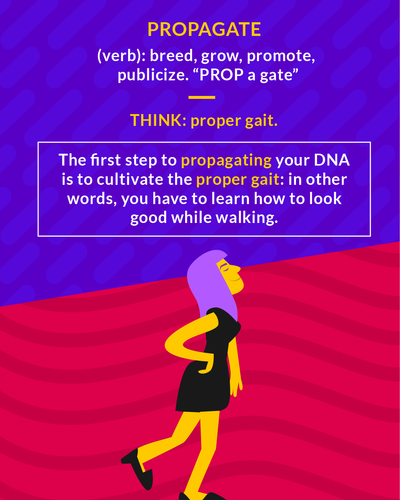 PROPAGATE
(verb): breed, grow, promote,
publicize. “PROP a gate”
THINK: proper gait.
The first step to propagating your DNA
is to cultivate the proper gait: in other
words, you have to learn how to look
good while walking.